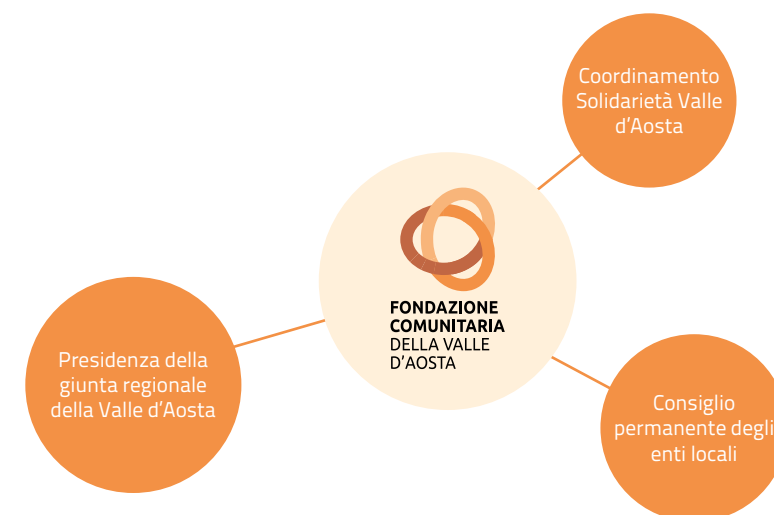 Coordinamento
Solidarietà Valle
d'Aosta
FONDAZIONE
COMUNITARIA
DELLA VALLE
D'AOSTA
Presidenza della
giunta regionale
della Valle d'Aosta
Consiglio
permanente degli
enti locali